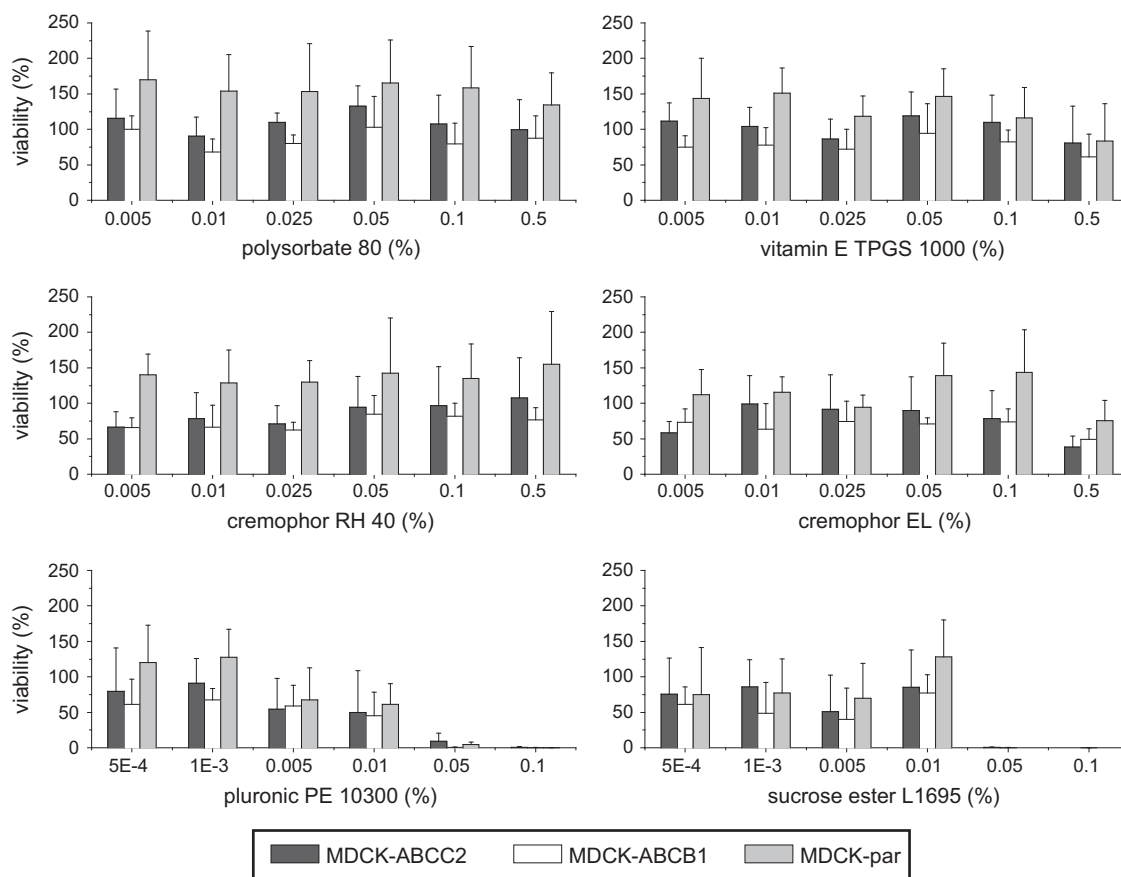 250
200
150
100
50
0
viability (%)
0.005 0.01 0.025 0.05 0.1 0.5
polysorbate 80 (%)
250
200
150
100
50
0
0.005 0.01 0.025 0.05 0.1 0.5
vitamin E TPGS 1000 (%)
250
200
150
100
50
0
viability (%)
0.005 0.01 0.025 0.05 0.1 0.5
cremophor RH 40 (%)
250
200
150
100
50
0
0.005 0.01 0.025 0.05 0.1 0.5
cremophor EL (%)
250
200
150
100
50
0
viability (%)
5E-4 1E-3 0.005 0.01 0.05 0.1
pluronic PE 10300 (%)
250
200
150
100
50
0
5E-4 1E-3 0.005 0.01 0.05 0.1
sucrose ester L1695 (%)
MDCK-ABCC2 MDCK-ABCB1 MDCK-par